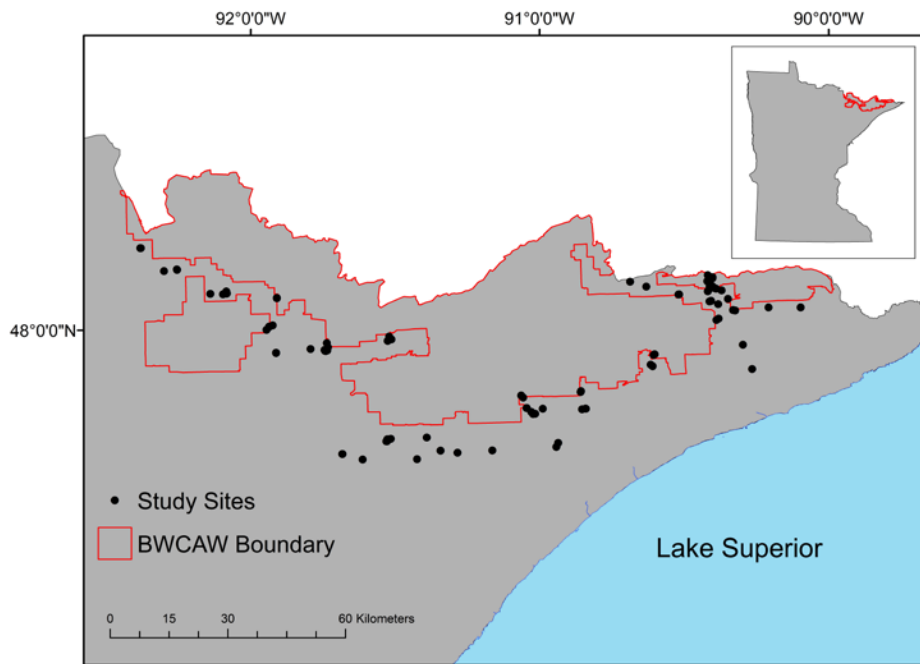 92°0'0"W
91°0'0"W
90°0'0"W
48°0'0"N
Study Sites
BWCAW Boundary
Lake Superior
0 15 30 60 Kilometers